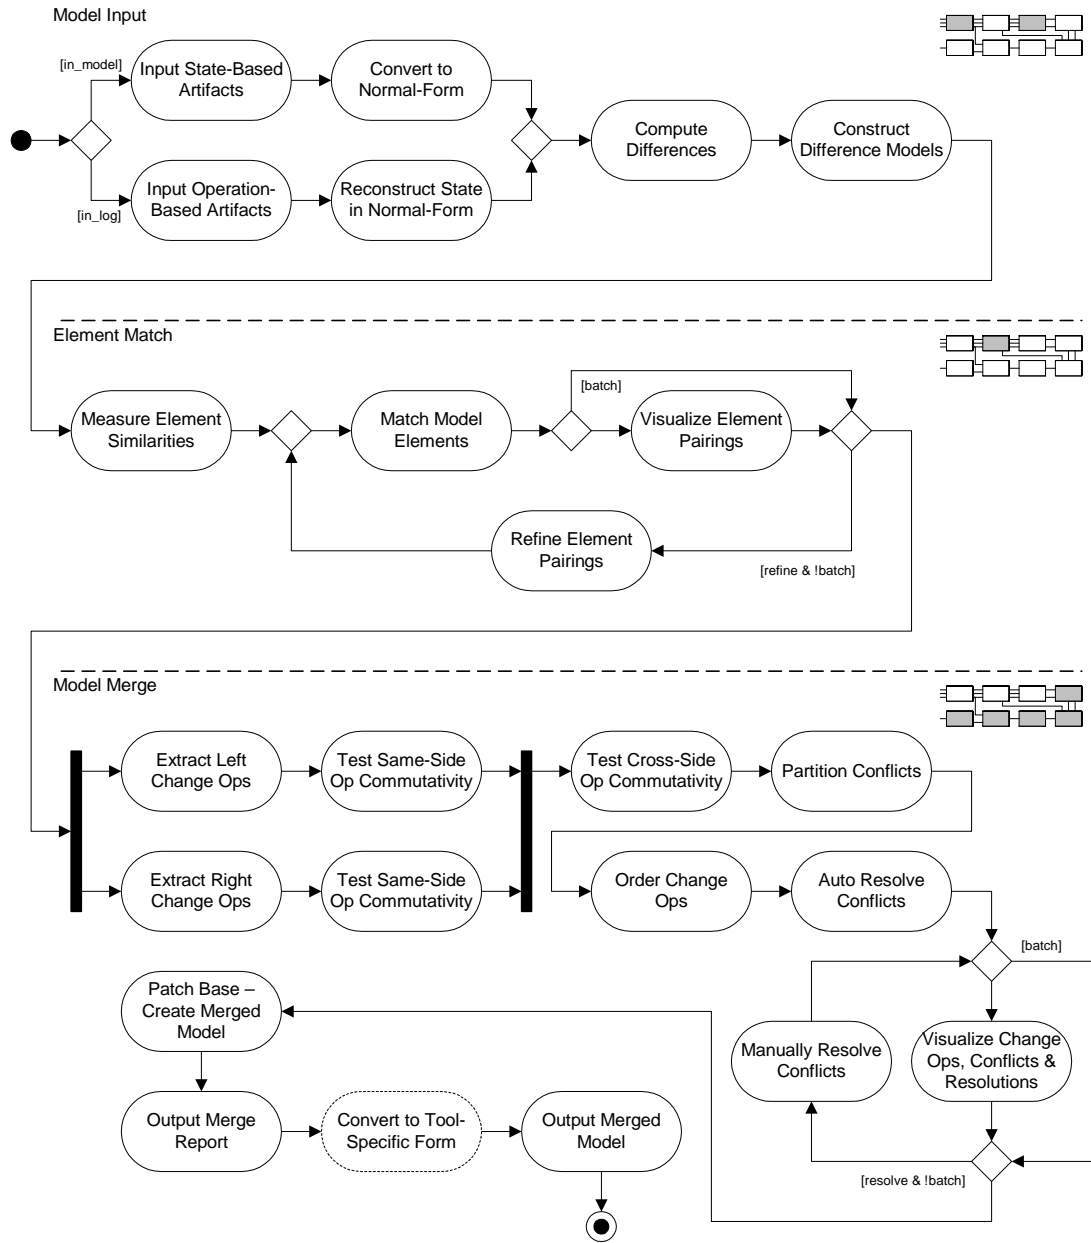 Model Input
[in_model]
Input State-Based
Artifacts
Convert to
Normal-Form
Compute
Differences
Construct
Difference Models
Input Operation-
Based Artifacts
Reconstruct State
in Normal-Form
[in_log]
Element Match
[batch]
Measure Element
Similarities
Match Model
Elements
Visualize Element
Pairings
Refine Element
Pairings
[refine & !batch]
Model Merge
Extract Left
Change Ops
Test Same-Side
Op Commutativity
Test Cross-Side
Op Commutativity
Partition Conflicts
Extract Right
Change Ops
Test Same-Side
Op Commutativity
Order Change
Ops
Auto Resolve
Conflicts
[batch]
Patch Base –
Create Merged
Model
Manually Resolve
Conflicts
Visualize Change
Ops, Conflicts &
Resolutions
Output Merge
Report
Convert to Tool-
Specific Form
Output Merged
Model
[resolve & !batch]